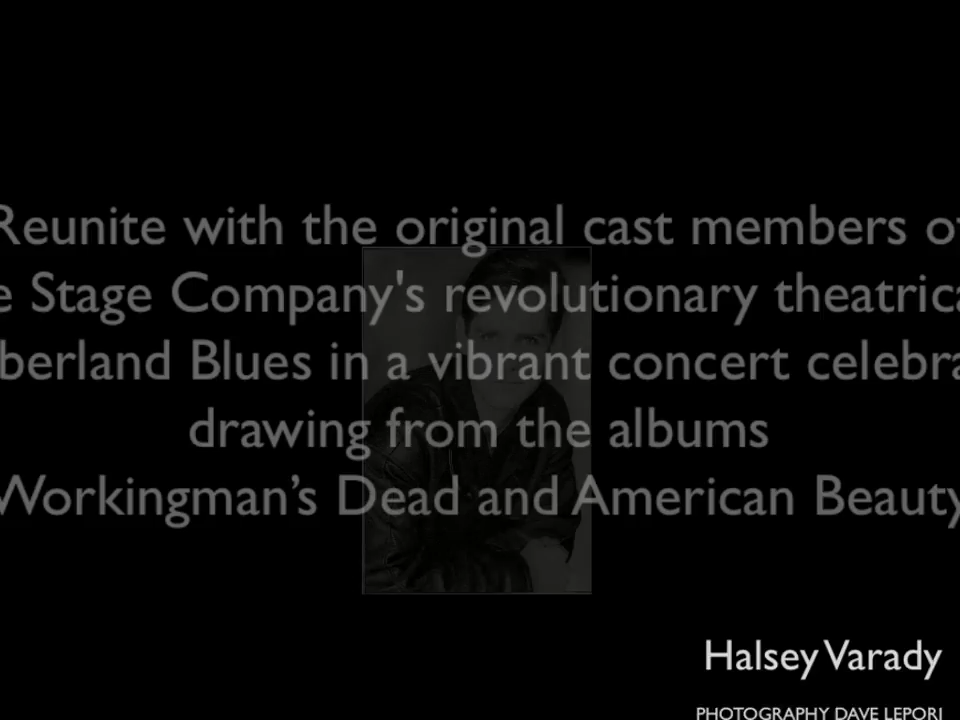 Reunite with the original cast members of
e Stage Company's revolutionary theatrica
berland Blues in a vibrant concert celebra
drawing from the albums
Workingman's Dead and American Beauty
Halsey Varady
PHOTOGRAPHY DAVE LEPORI